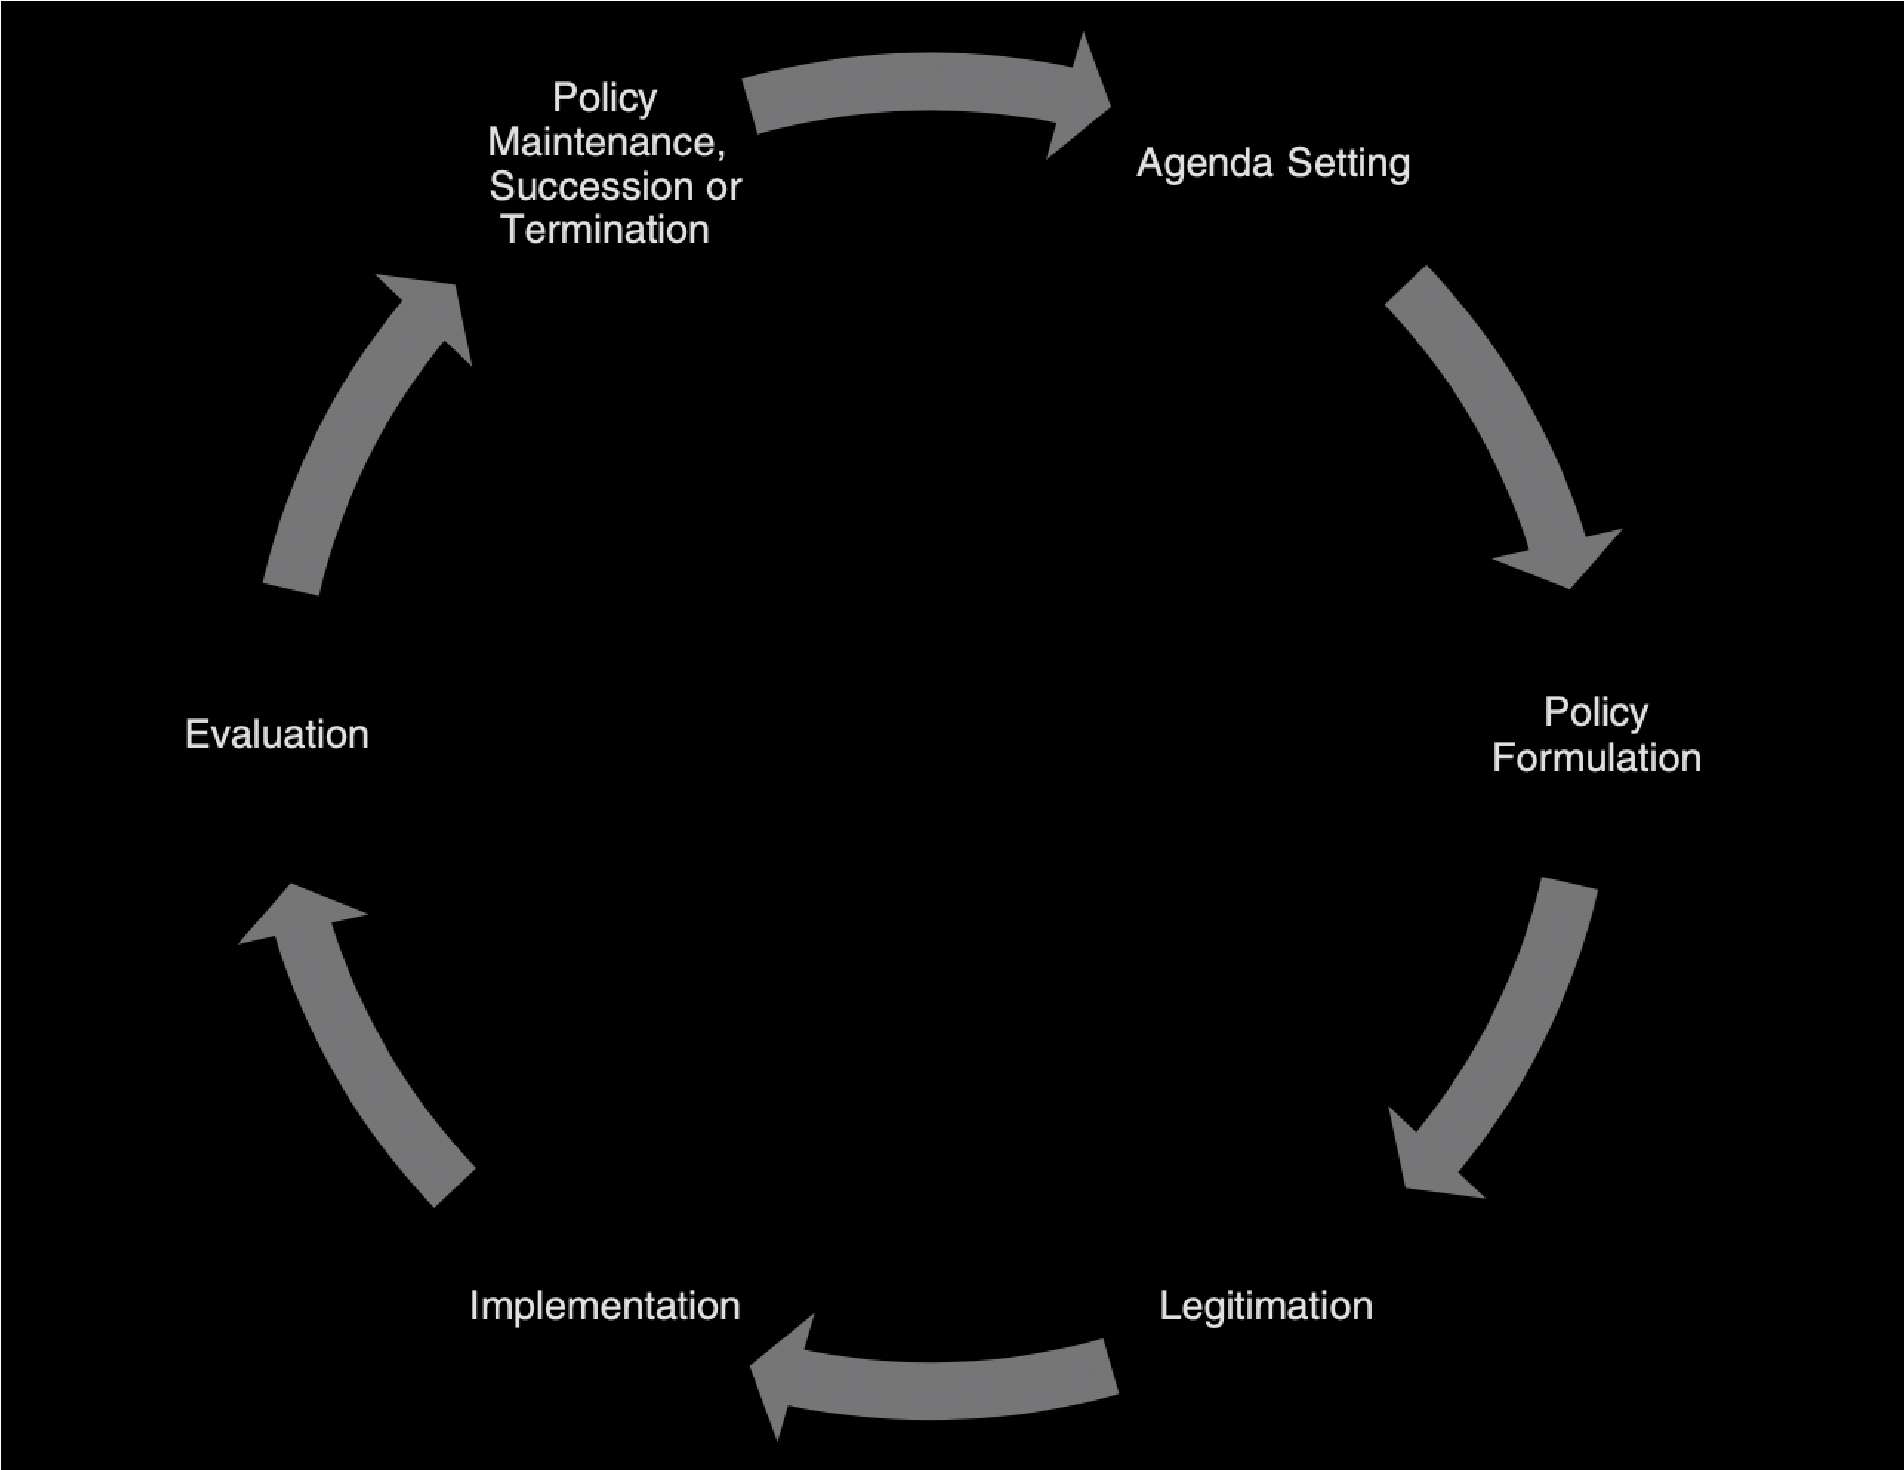 Policy
Maintenance,
Succession or
Termination
Agenda Setting
Policy
Formulation
Legitimation
Implementation
Evaluation